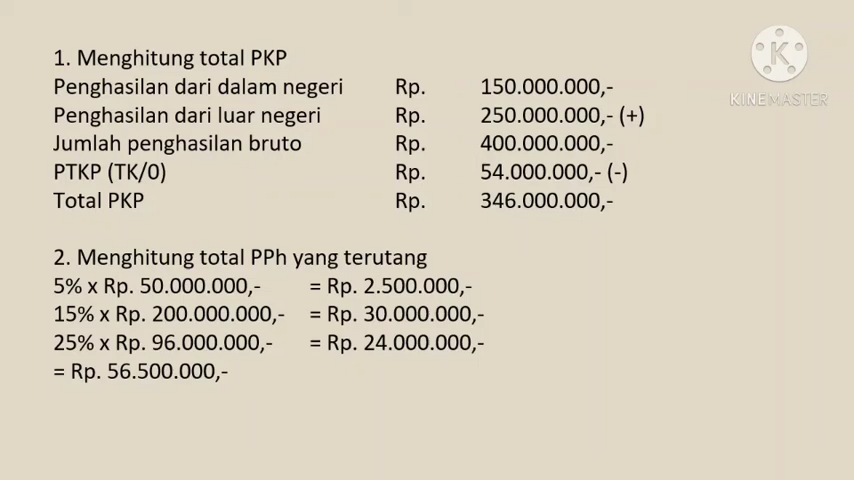 1. Menghitung total PKP
Penghasilan dari dalam negeri Rp. 150.000.000,-
Penghasilan dari luar negeri Rp. 250.000.000,- (+)
Jumlah penghasilan bruto Rp. 400.000.000,-
PTKP (TK/0) Rp. 54.000.000,- (-)
Total PKP Rp. 346.000.000,-
2. Menghitung total PPh yang terutang
5% x Rp. 50.000.000,- = Rp. 2.500.000,-
15% x Rp. 200.000.000,- = Rp. 30.000.000,-
25% x Rp. 96.000.000,- = Rp. 24.000.000,-
= Rp. 56.500.000,-
K
KINEMASTER